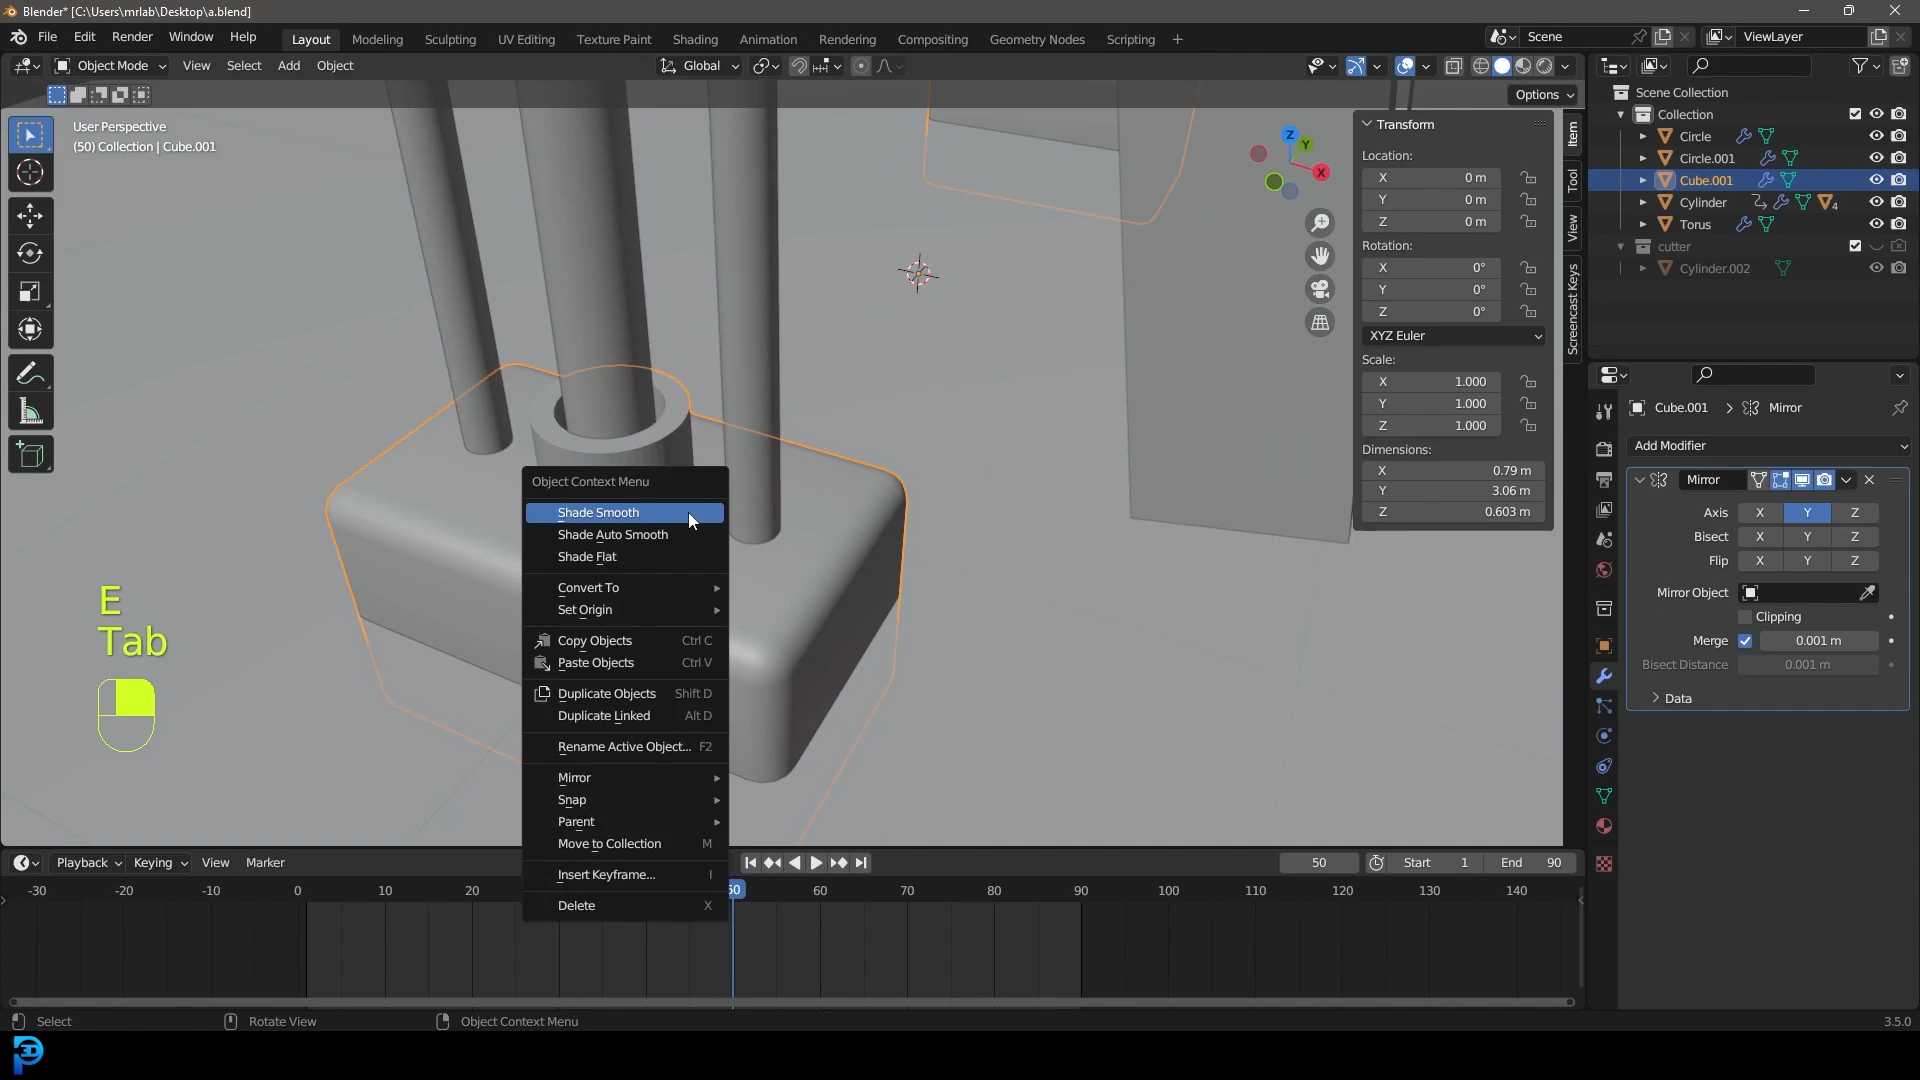 Blender* [C:\Users\mrlab\Desktop\a.blend]
File Edit Render Window Help Layout Modeling Sculpting UV Editing Texture Paint Shading Animation Rendering Compositing Geometry Nodes Scripting + Scene ViewLayer
Object Mode View Select Add Object Global
Options
User Perspective
(50) Collection | Cube.001
Z
Y
X
Item
Tool
View
Screencast Keys
Transform
Location:
X 0 m
Y 0 m
Z 0 m
Rotation:
X 0°
Y 0°
Z 0°
XYZ Euler
Scale:
X 1.000
Y 1.000
Z 1.000
Dimensions:
X 0.79 m
Y 3.06 m
Z 0.603 m
Scene Collection
Collection
Circle
Circle.001
Cube.001
Cylinder 4
Torus
cutter
Cylinder.002
Cube.001 > Mirror
Add Modifier
Mirror
Axis X Y Z
Bisect X Y Z
Flip X Y Z
Mirror Object
Clipping
Merge 0.001 m
Bisect Distance 0.001 m
Data
Object Context Menu
Shade Smooth
Shade Auto Smooth
Shade Flat
Convert To
Set Origin
Copy Objects Ctrl C
Paste Objects Ctrl V
Duplicate Objects Shift D
Duplicate Linked Alt D
Rename Active Object... F2
Mirror
Snap
Parent
Move to Collection M
Insert Keyframe... I
Delete X
E
Tab
Playback Keying View Marker 50 Start 1 End 90
-30 -20 -10 0 10 20 50 60 70 80 90 100 110 120 130 140
Select Rotate View Object Context Menu 3.5.0